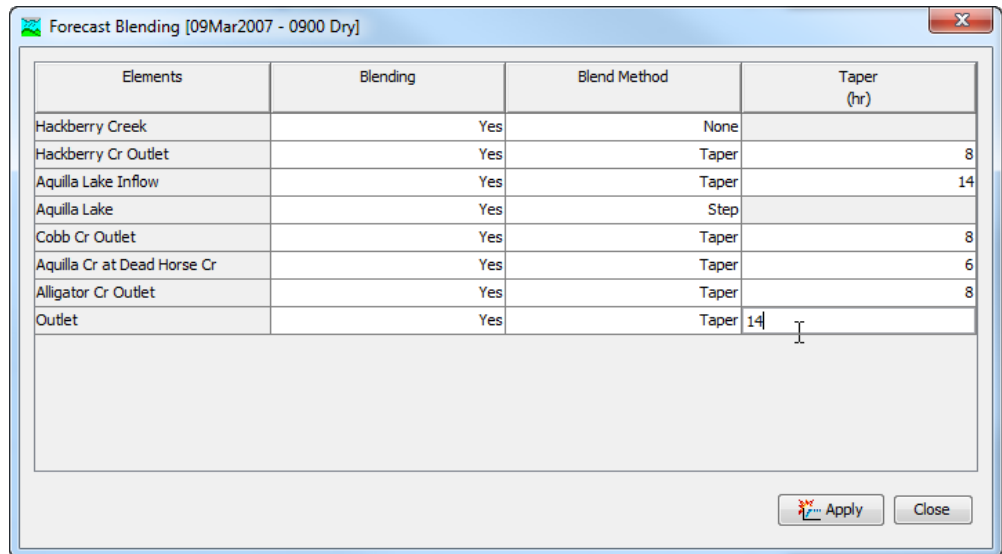 Forecast Blending [09Mar2007 - 0900 Dry]
Elements Blending Blend Method Taper
(hr)
Hackberry Creek Yes None
Hackberry Cr Outlet Yes Taper 8
Aquilla Lake Inflow Yes Taper 14
Aquilla Lake Yes Step
Cobb Cr Outlet Yes Taper 8
Aquilla Cr at Dead Horse Cr Yes Taper 6
Alligator Cr Outlet Yes Taper 8
Outlet Yes Taper 14
Apply Close